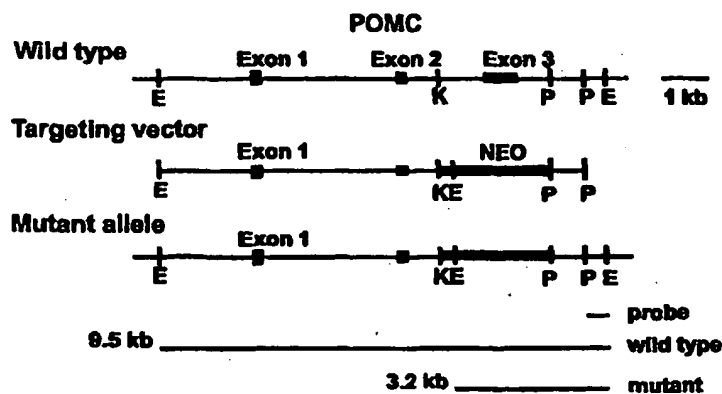 POMC
Wild type
Exon 1 Exon 2 Exon 3
E K P P E 1 kb
Targeting vector
Exon 1 NEO
E KE P P
Mutant allele
Exon 1
E KE P P E
probe
9.5 kb wild type
3.2 kb mutant